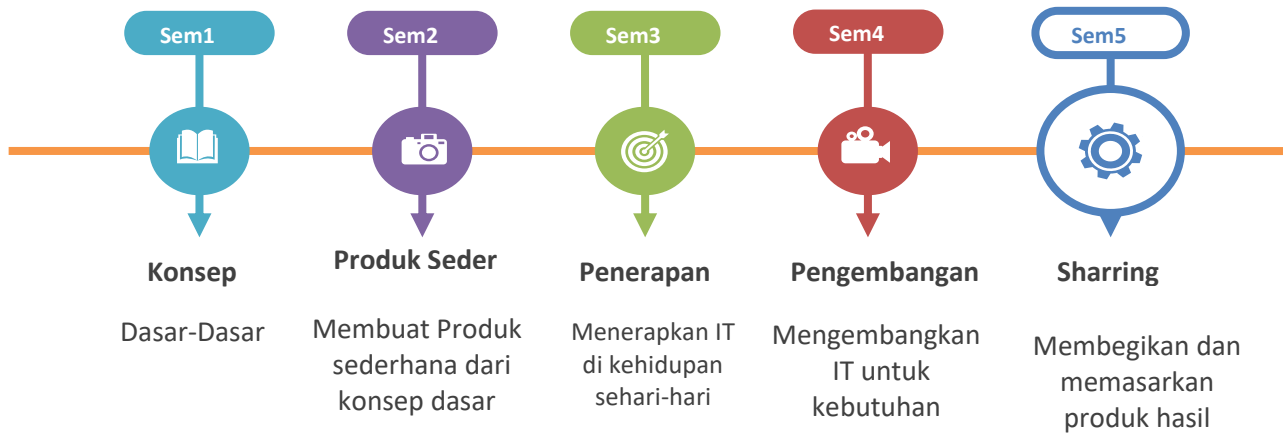 Sem1
Sem2
Sem3
Sem4
Sem5
Konsep
Dasar-Dasar
Produk Seder
Membuat Produk
sederhana dari
konsep dasar
Penerapan
Menerapkan IT
di kehidupan
sehari-hari
Pengembangan
Mengembangkan
IT untuk
kebutuhan
Sharring
Membegikan dan
memasarkan
produk hasil